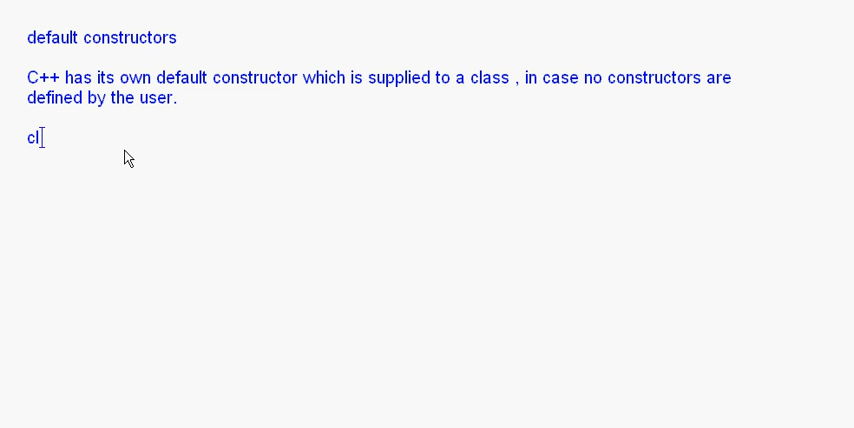 default constructors
C++ has its own default constructor which is supplied to a class , in case no constructors are
defined by the user.
cl